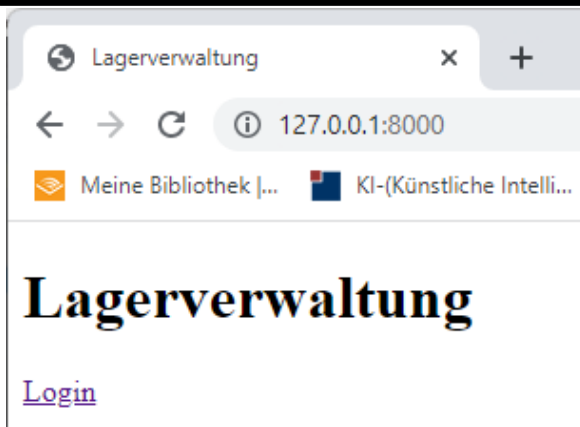 Lagerverwaltung
127.0.0.1:8000
Meine Bibliothek |... KI-(Künstliche Intelli...
Lagerverwaltung
Login